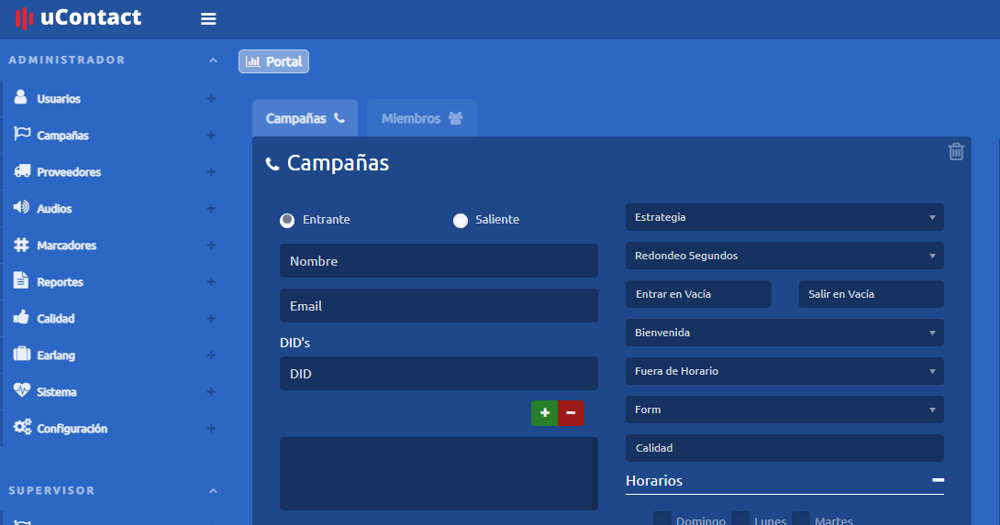 uContact
ADMINISTRADOR
Usuarios
Campañas
Proveedores
Audios
Marcadores
Reportes
Calidad
Earlang
Sistema
Configuración
SUPERVISOR
Portal
Campañas
Miembros
Campañas
Entrante
Saliente
Nombre
Email
DID's
DID
Estrategia
Redondeo Segundos
Entrar en Vacía
Salir en Vacía
Bienvenida
Fuera de Horario
Form
Calidad
Horarios
Domingo Lunes Martes